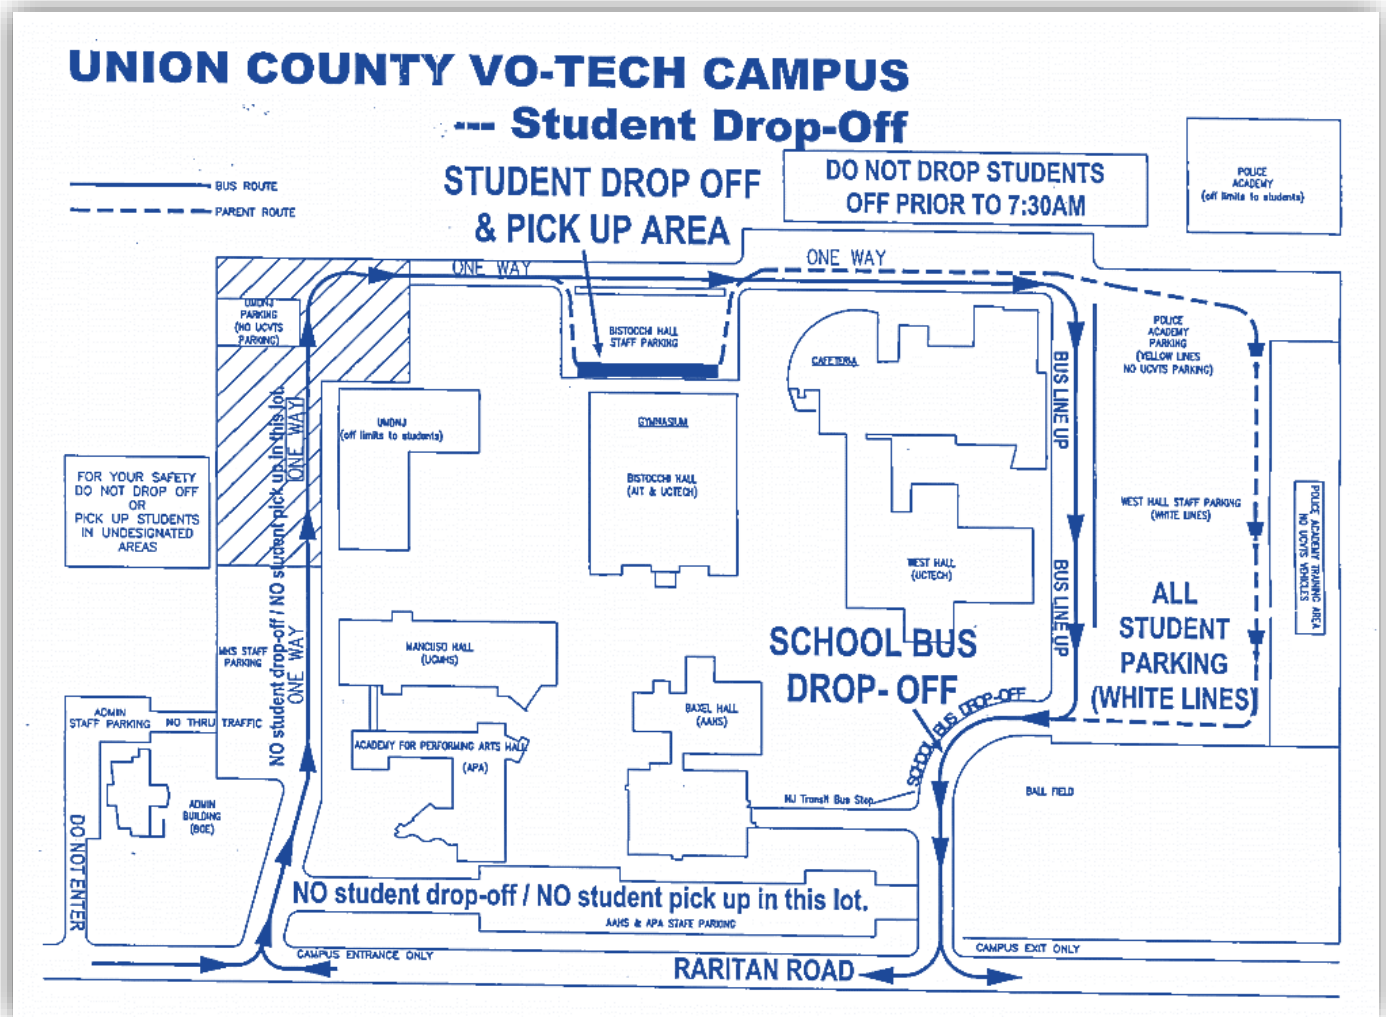 UNION COUNTY VO-TECH CAMPUS
--- Student Drop-Off
BUS ROUTE
PARENT ROUTE
STUDENT DROP OFF
& PICK UP AREA
DO NOT DROP STUDENTS
OFF PRIOR TO 7:30AM
POLICE
ACADEMY
(off limits to students)
ONE WAY
ONE WAY
UMDNJ
PARKING
(NO UCVTS
PARKING)
BISTOCCHI HALL
STAFF PARKING
CAFETERIA
POLICE
ACADEMY
PARKING
(YELLOW LINES
NO UCVTS PARKING)
BUS LINE UP
UMDNJ
(off limits to students)
GYMNASIUM
BISTOCCHI HALL
(AIT & UCTECH)
ONE WAY
NO student drop-off / NO student pick up in this lot.
FOR YOUR SAFETY
DO NOT DROP OFF
OR
PICK UP STUDENTS
IN UNDESIGNATED
AREAS
WEST HALL STAFF PARKING
(WHITE LINES)
POLICE ACADEMY TRAINING AREA
NO UCVTS VEHICLES
WEST HALL
(UCTECH)
BUS LINE UP
ALL
STUDENT
PARKING
(WHITE LINES)
SCHOOL BUS
DROP- OFF
MHS STAFF
PARKING
ONE WAY
MANCUSO HALL
(UCMHS)
BAXEL HALL
(AAHS)
SCHOOL BUS DROP-OFF
ADMIN
STAFF PARKING
NO THRU TRAFFIC
ACADEMY FOR PERFORMING ARTS HALL
(APA)
ADMIN
BUILDING
(BOE)
NJ Transit Bus Stop
BALL FIELD
DO NOT ENTER
NO student drop-off / NO student pick up in this lot.
AAHS & APA STAFF PARKING
CAMPUS ENTRANCE ONLY
CAMPUS EXIT ONLY
RARITAN ROAD